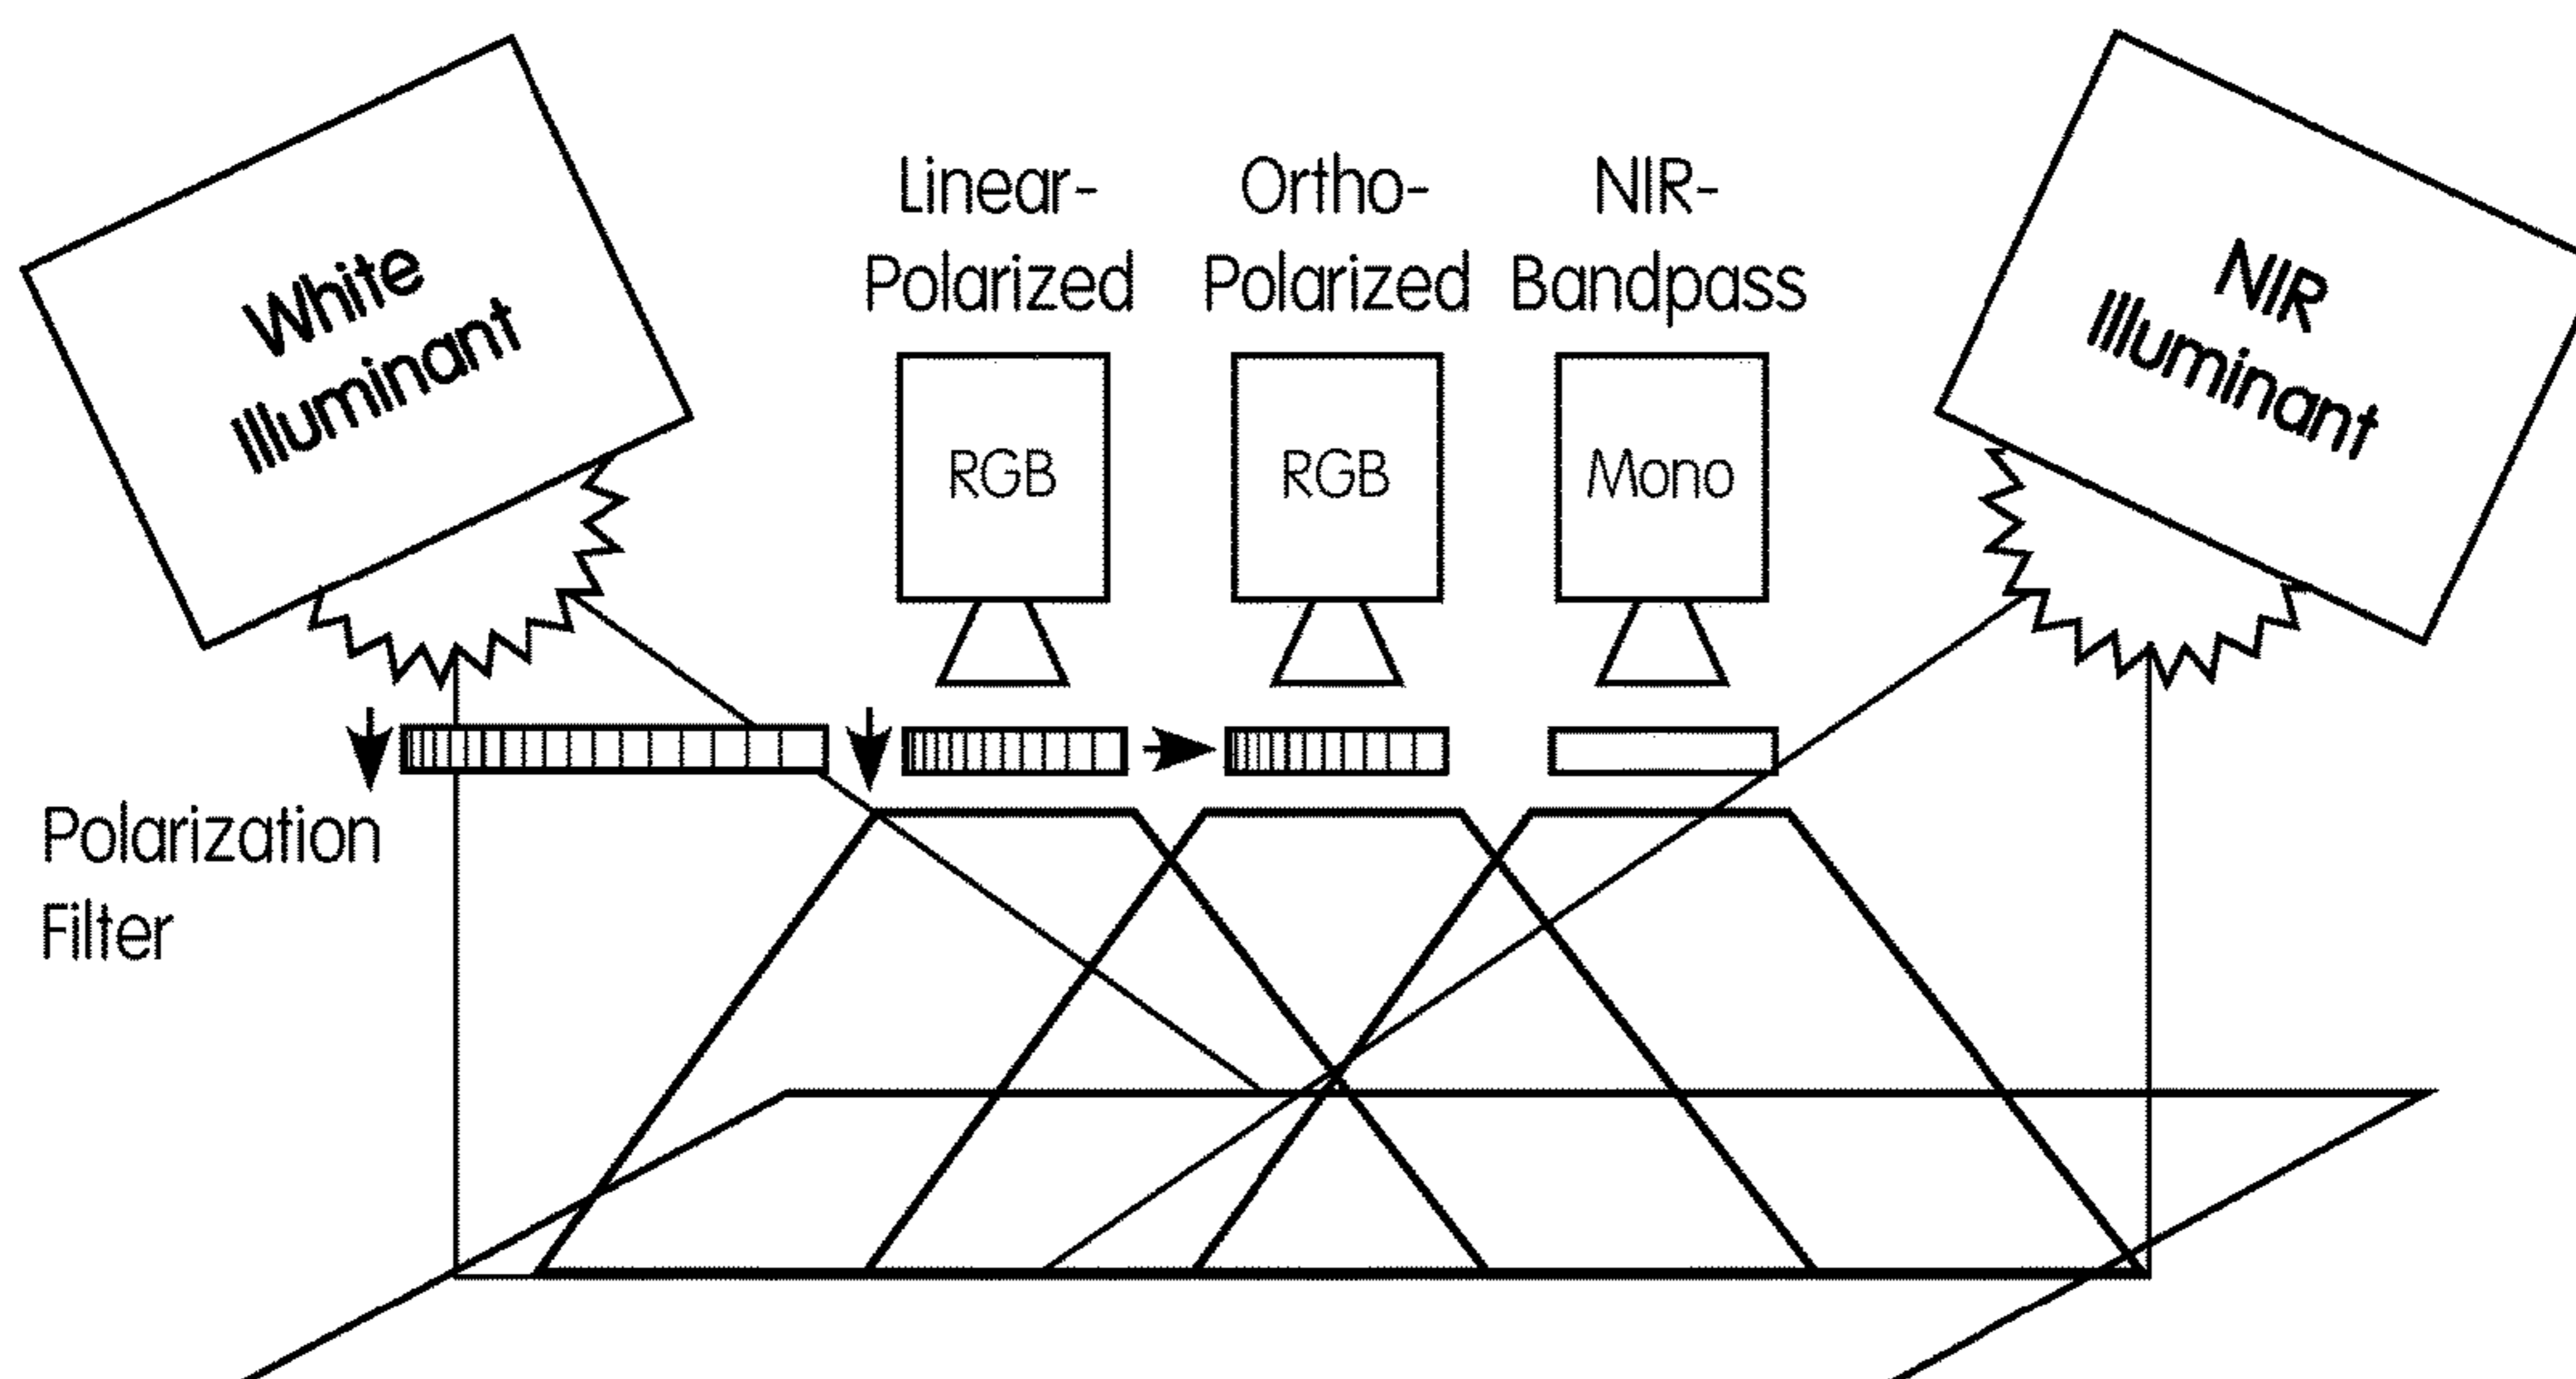 White
Illuminant
Linear-
Polarized
Ortho-
Polarized
NIR-
Bandpass
NIR
Illuminant
RGB
RGB
Mono
Polarization
Filter